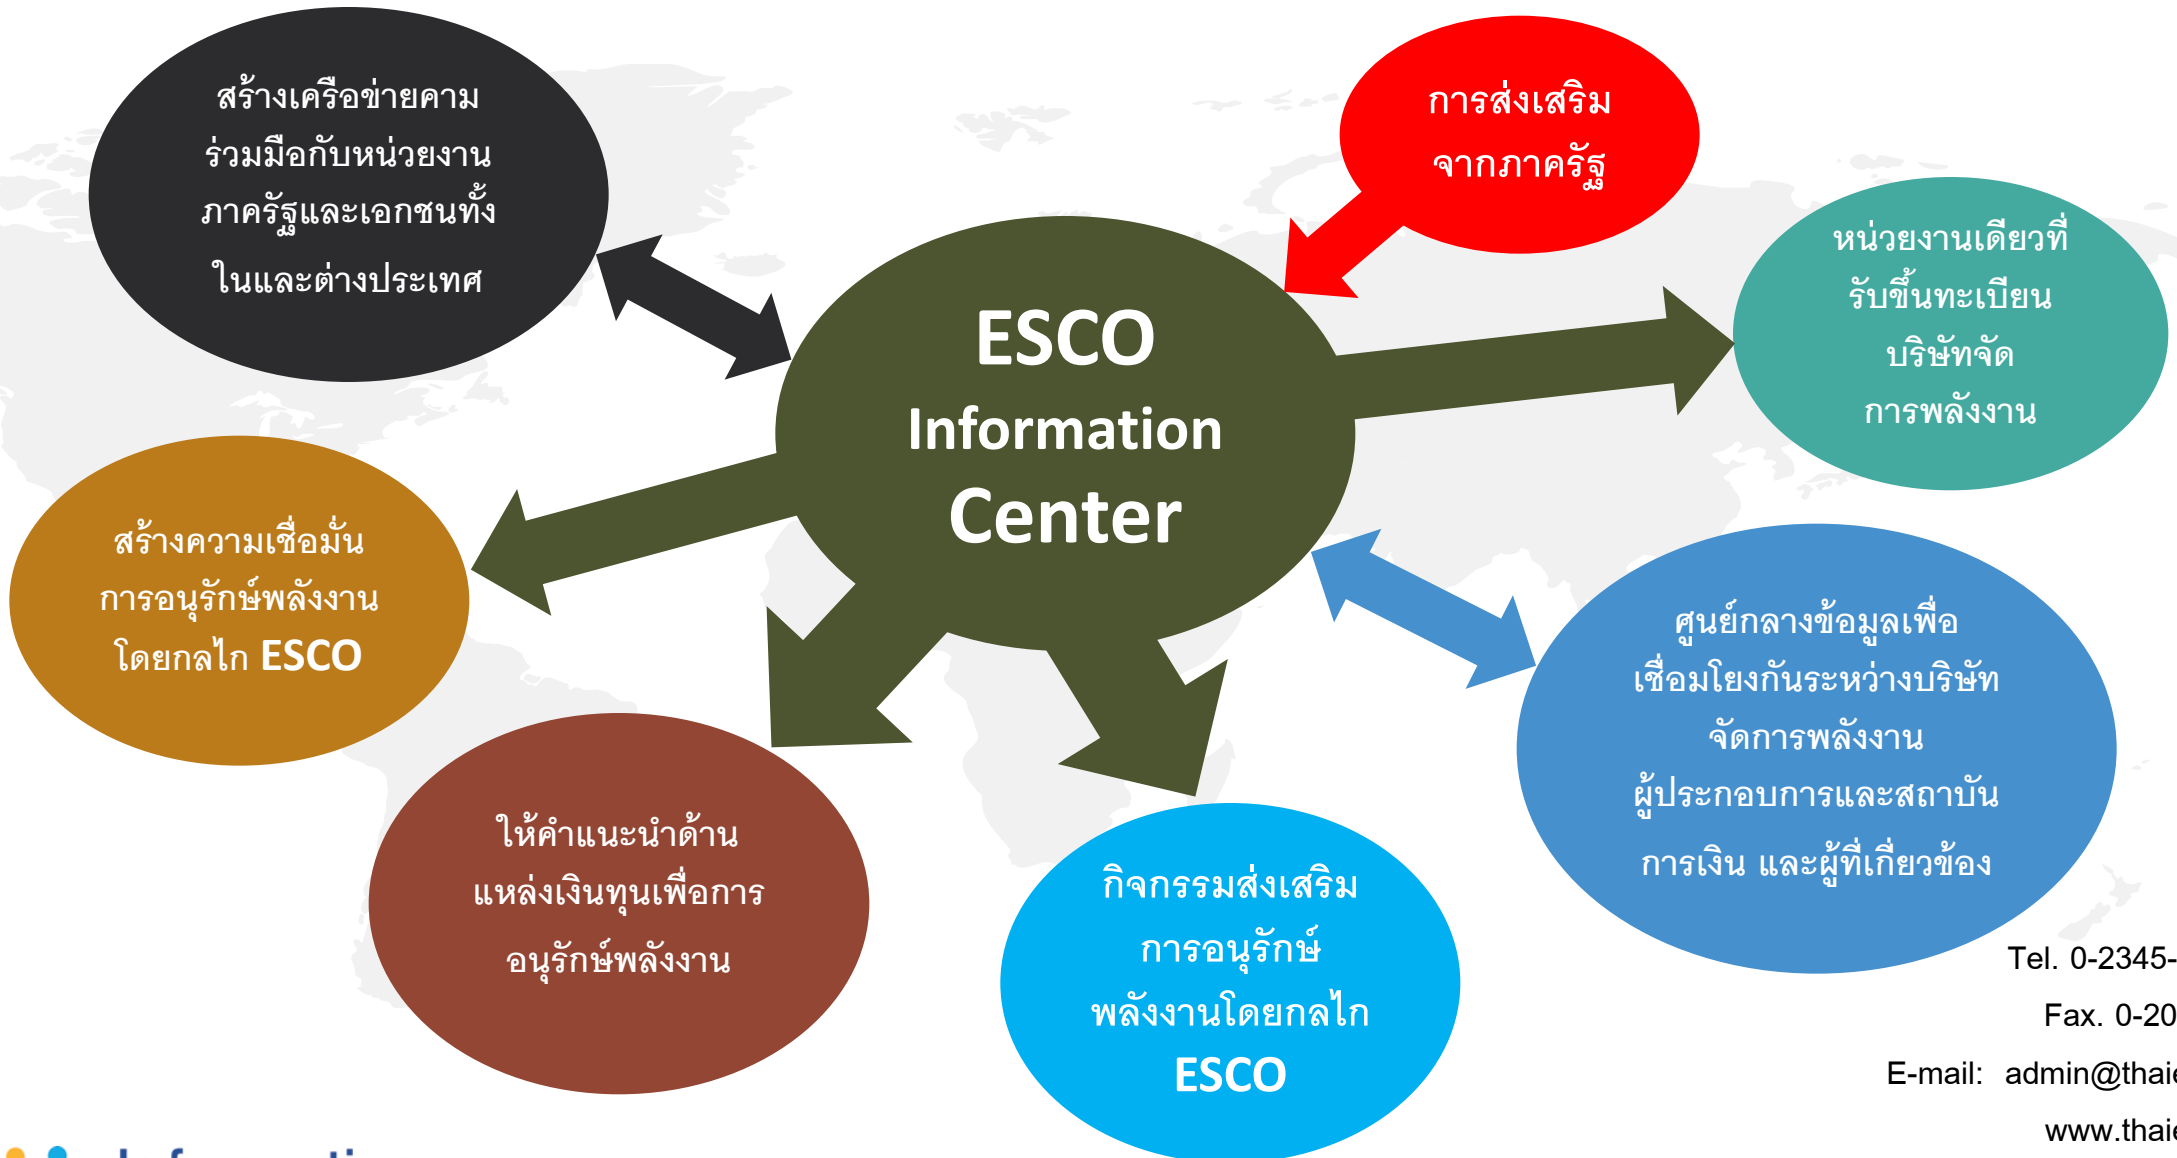 สร้างเครือข่ายคาม
ร่วมมือกับหน่วยงาน
ภาครัฐและเอกชนทั้ง
ในและต่างประเทศ
การส่งเสริม
จากภาครัฐ
หน่วยงานเดียวที่
รับขึ้นทะเบียน
บริษัทจัด
การพลังงาน
ESCO
Information
Center
สร้างความเชื่อมั่น
การอนุรักษ์พลังงาน
โดยกลไก ESCO
ศูนย์กลางข้อมูลเพื่อ
เชื่อมโยงกันระหว่างบริษัท
จัดการพลังงาน
ผู้ประกอบการและสถาบัน
การเงิน และผู้ที่เกี่ยวข้อง
ให้คำแนะนำด้าน
แหล่งเงินทุนเพื่อการ
อนุรักษ์พลังงาน
กิจกรรมส่งเสริม
การอนุรักษ์
พลังงานโดยกลไก
ESCO
Tel. 0-2345-
Fax. 0-20
E-mail: admin@thaie
www.thaie